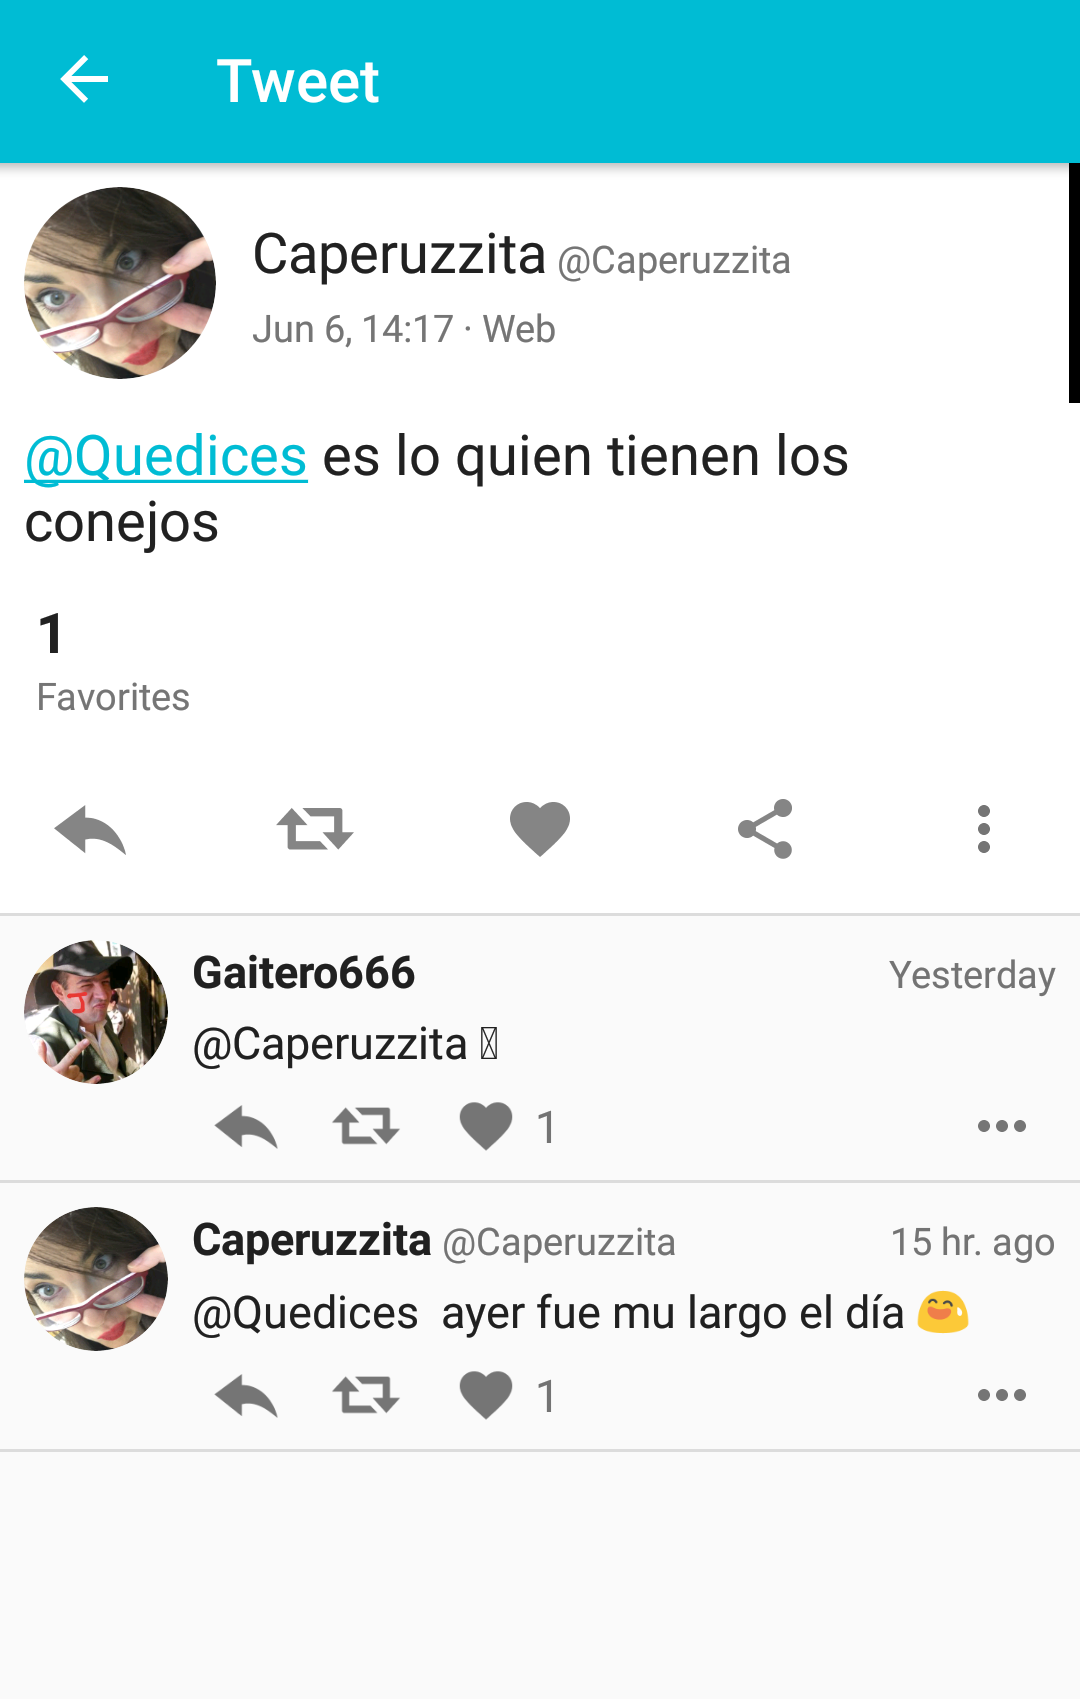 Tweet
Caperuzzita @Caperuzzita
Jun 6, 14:17 · Web
@Quedices es lo quien tienen los
conejos
1
Favorites
Gaitero666 Yesterday
@Caperuzzita
1
Caperuzzita @Caperuzzita 15 hr. ago
@Quedices ayer fue mu largo el día 😅
1